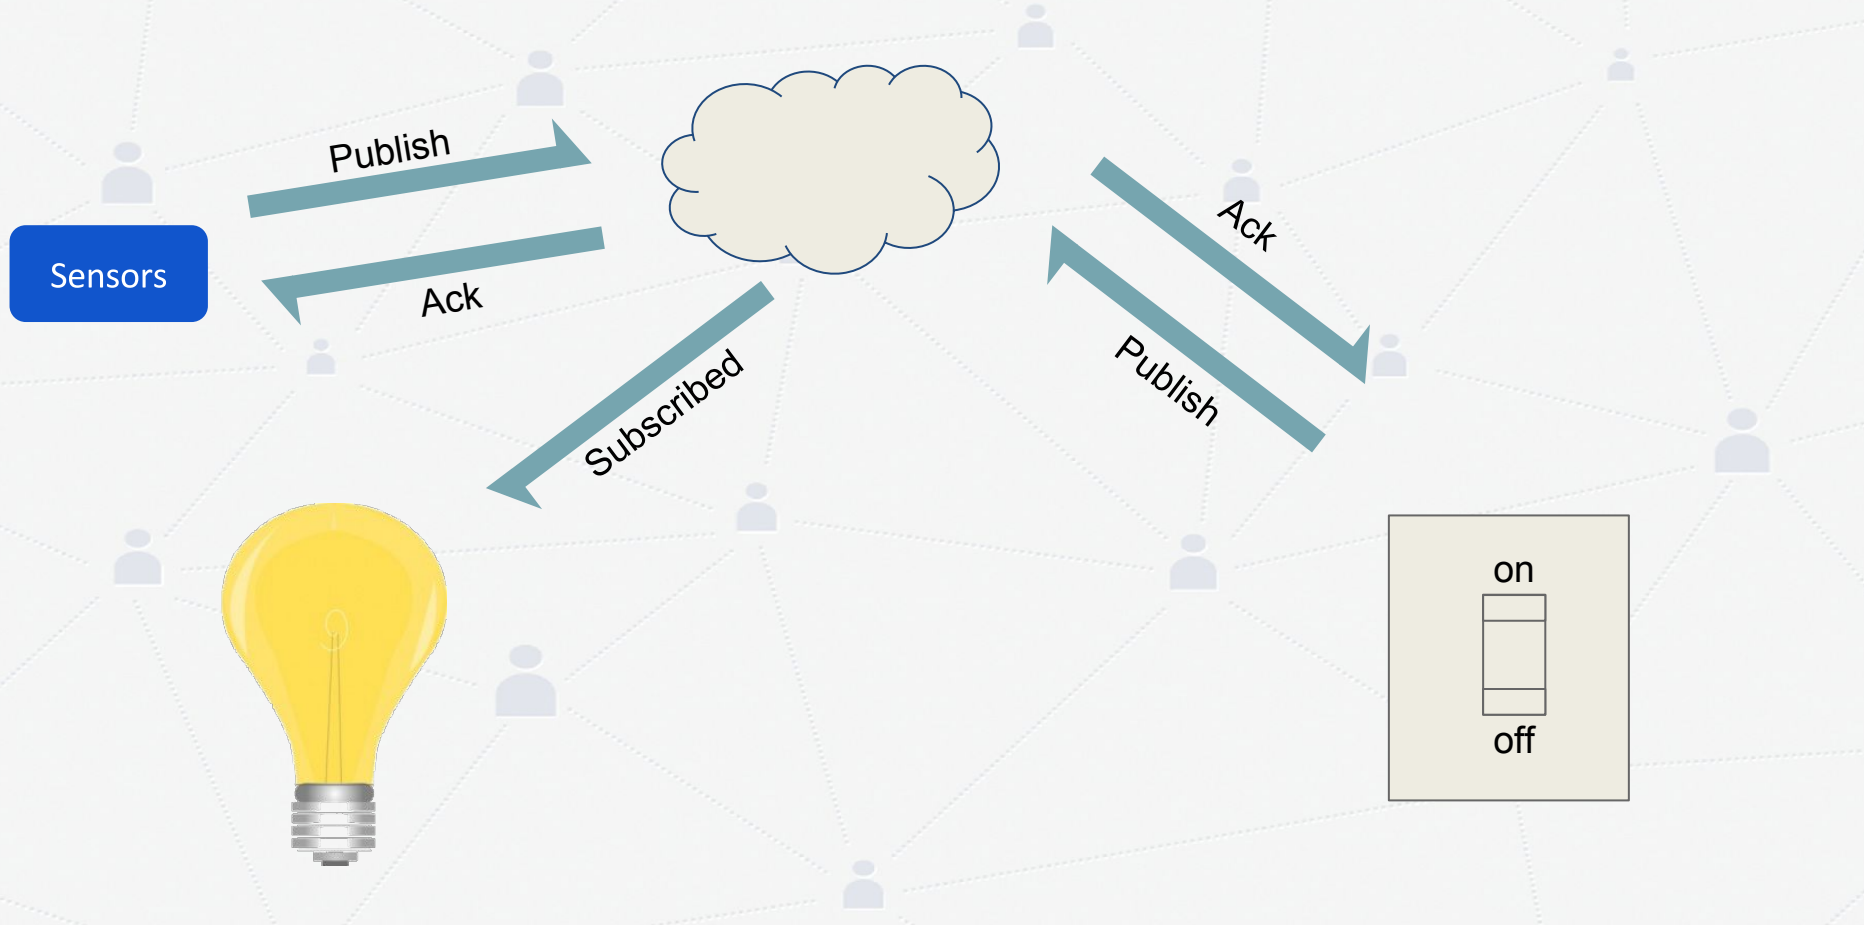 Publish
Ack
Sensors
Ack
Subscribed
Publish
on
off